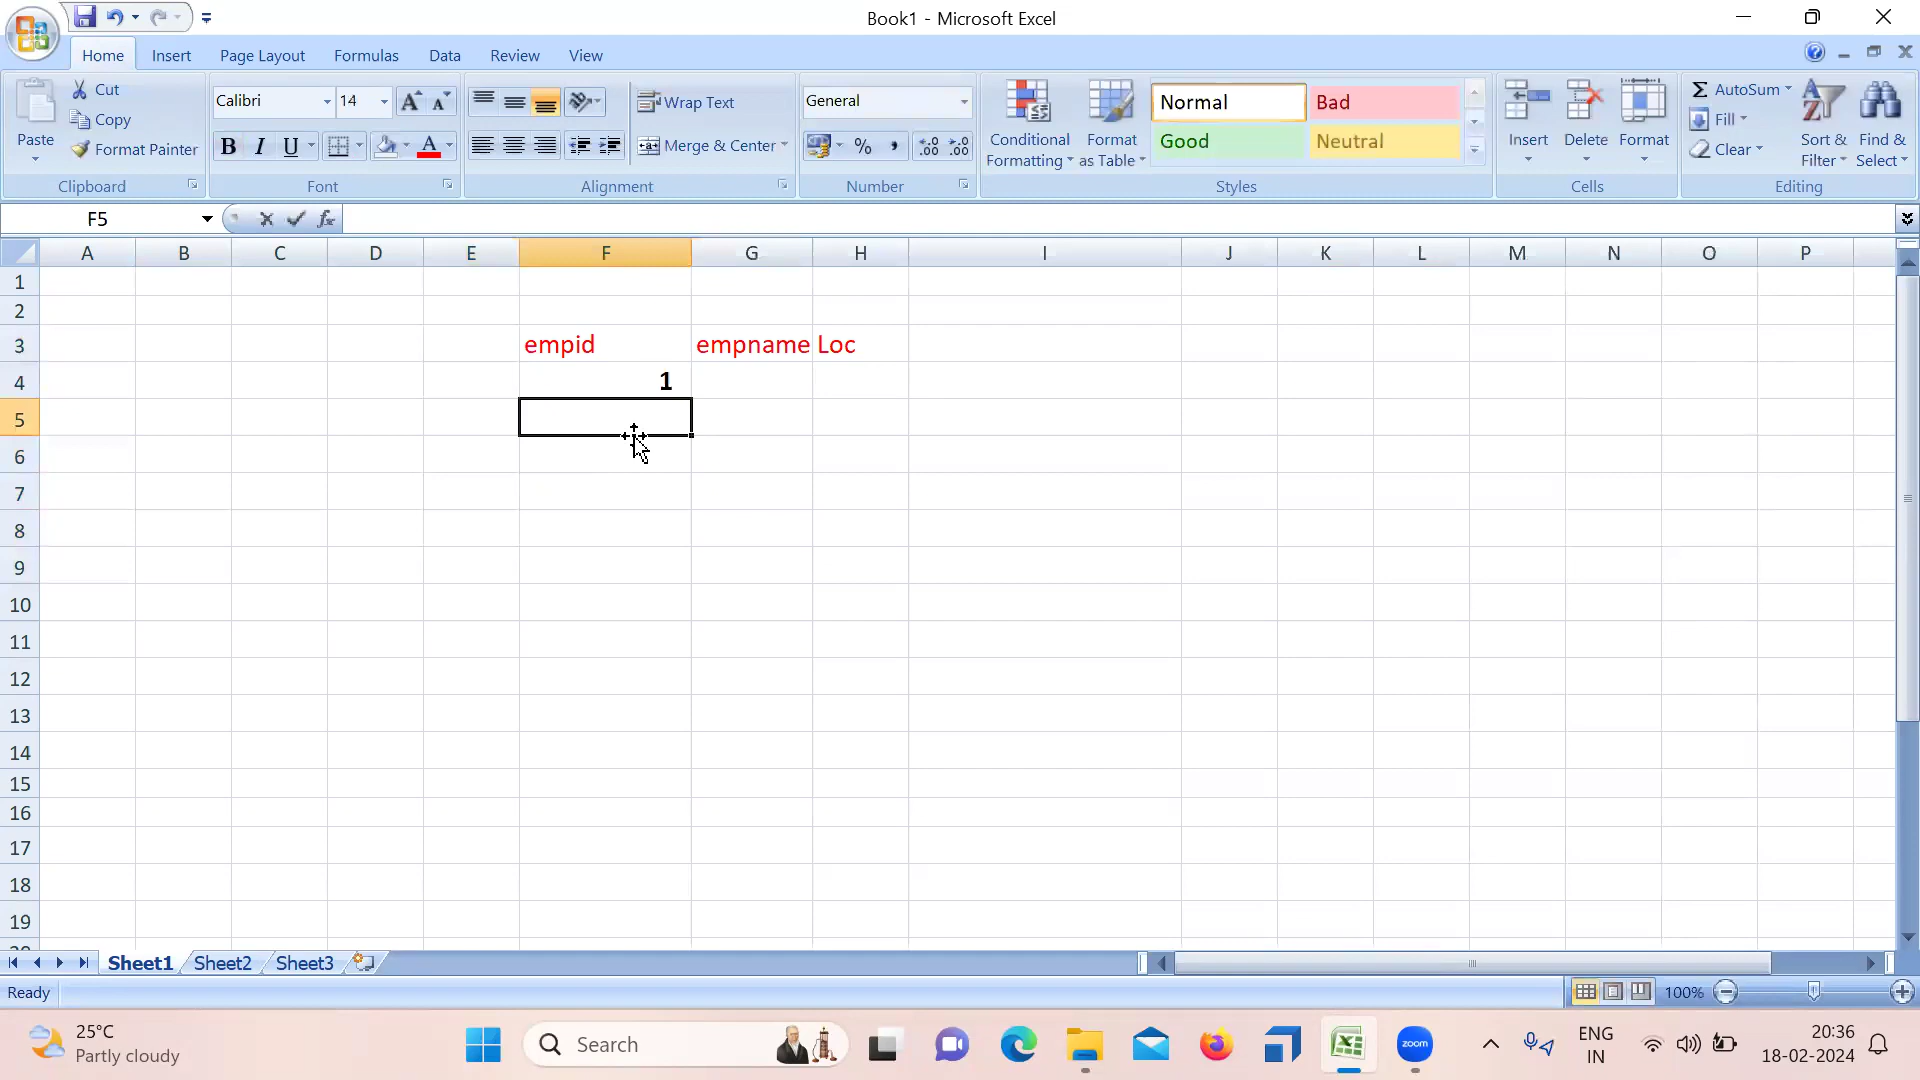 Book1 - Microsoft Excel
Home Insert Page Layout Formulas Data Review View
Paste
Cut
Copy
Format Painter
Clipboard
Calibri 14
B I U
Font
Wrap Text
Merge & Center
Alignment
General
%
Number
Conditional Formatting
Format as Table
Normal Bad
Good Neutral
Styles
Insert Delete Format
Cells
AutoSum
Fill
Clear
Sort & Filter
Find & Select
Editing
F5
fx
A B C D E F G H I J K L M N O P
1
2
3 empid empname Loc
4 1
5
6
7
8
9
10
11
12
13
14
15
16
17
18
19
Sheet1 Sheet2 Sheet3
Ready 100%
25°C
Partly cloudy
Search
zoom
ENG
IN
20:36
18-02-2024